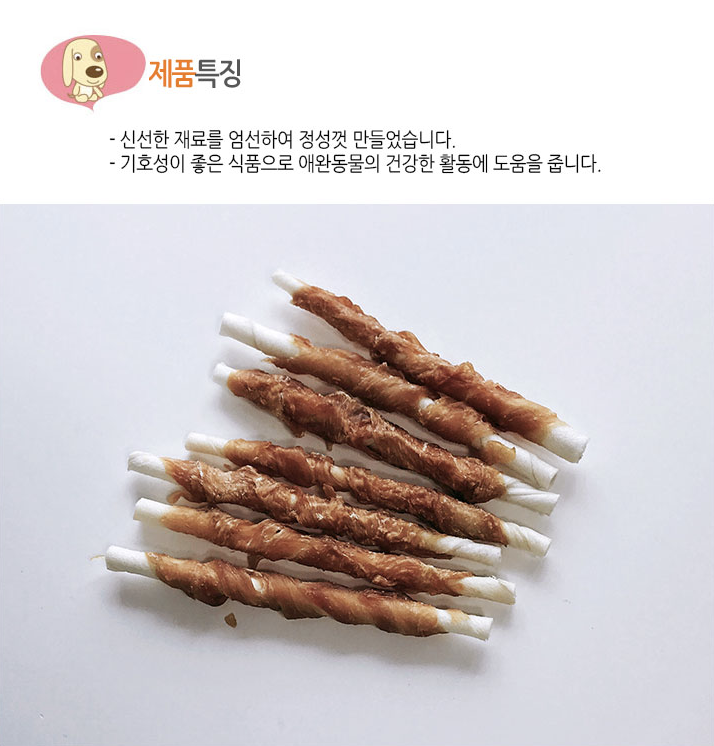 제품특징
- 신선한 재료를 엄선하여 정성껏 만들었습니다.
- 기호성이 좋은 식품으로 애완동물의 건강한 활동에 도움을 줍니다.